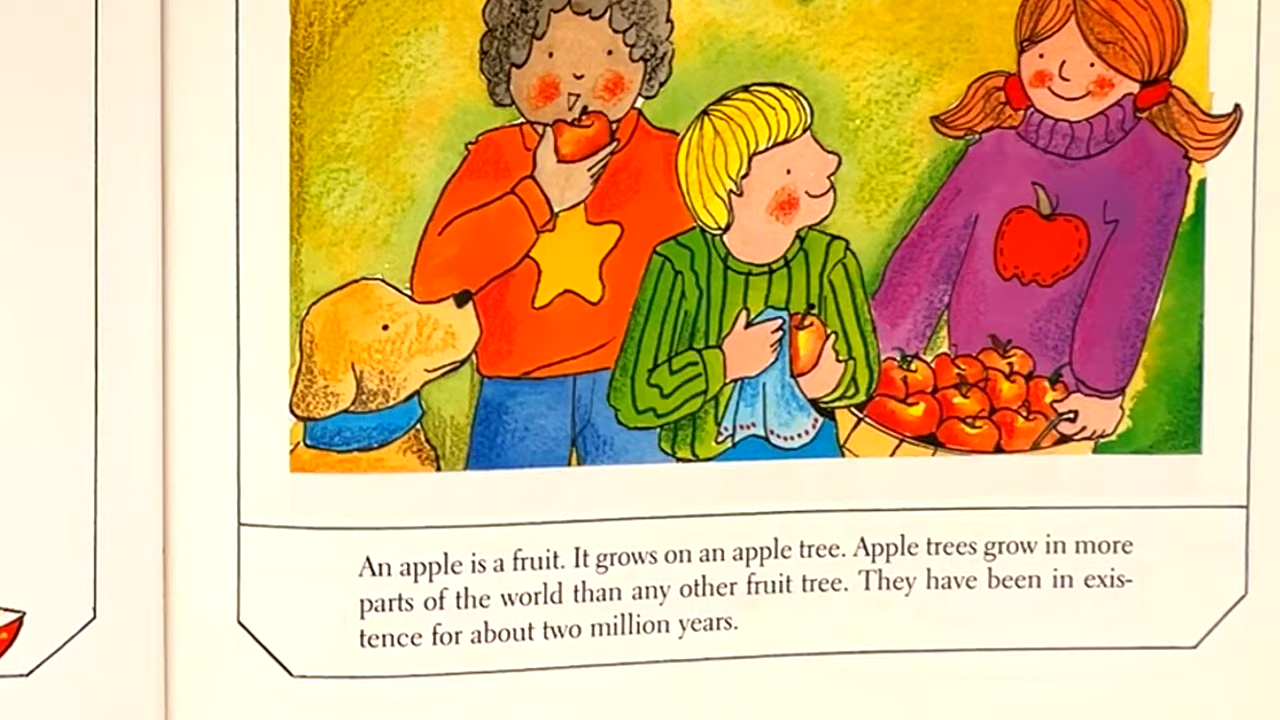 An apple is a fruit. It grows on an apple tree. Apple trees grow in more
parts of the world than any other fruit tree. They have been in exis-
tence for about two million years.